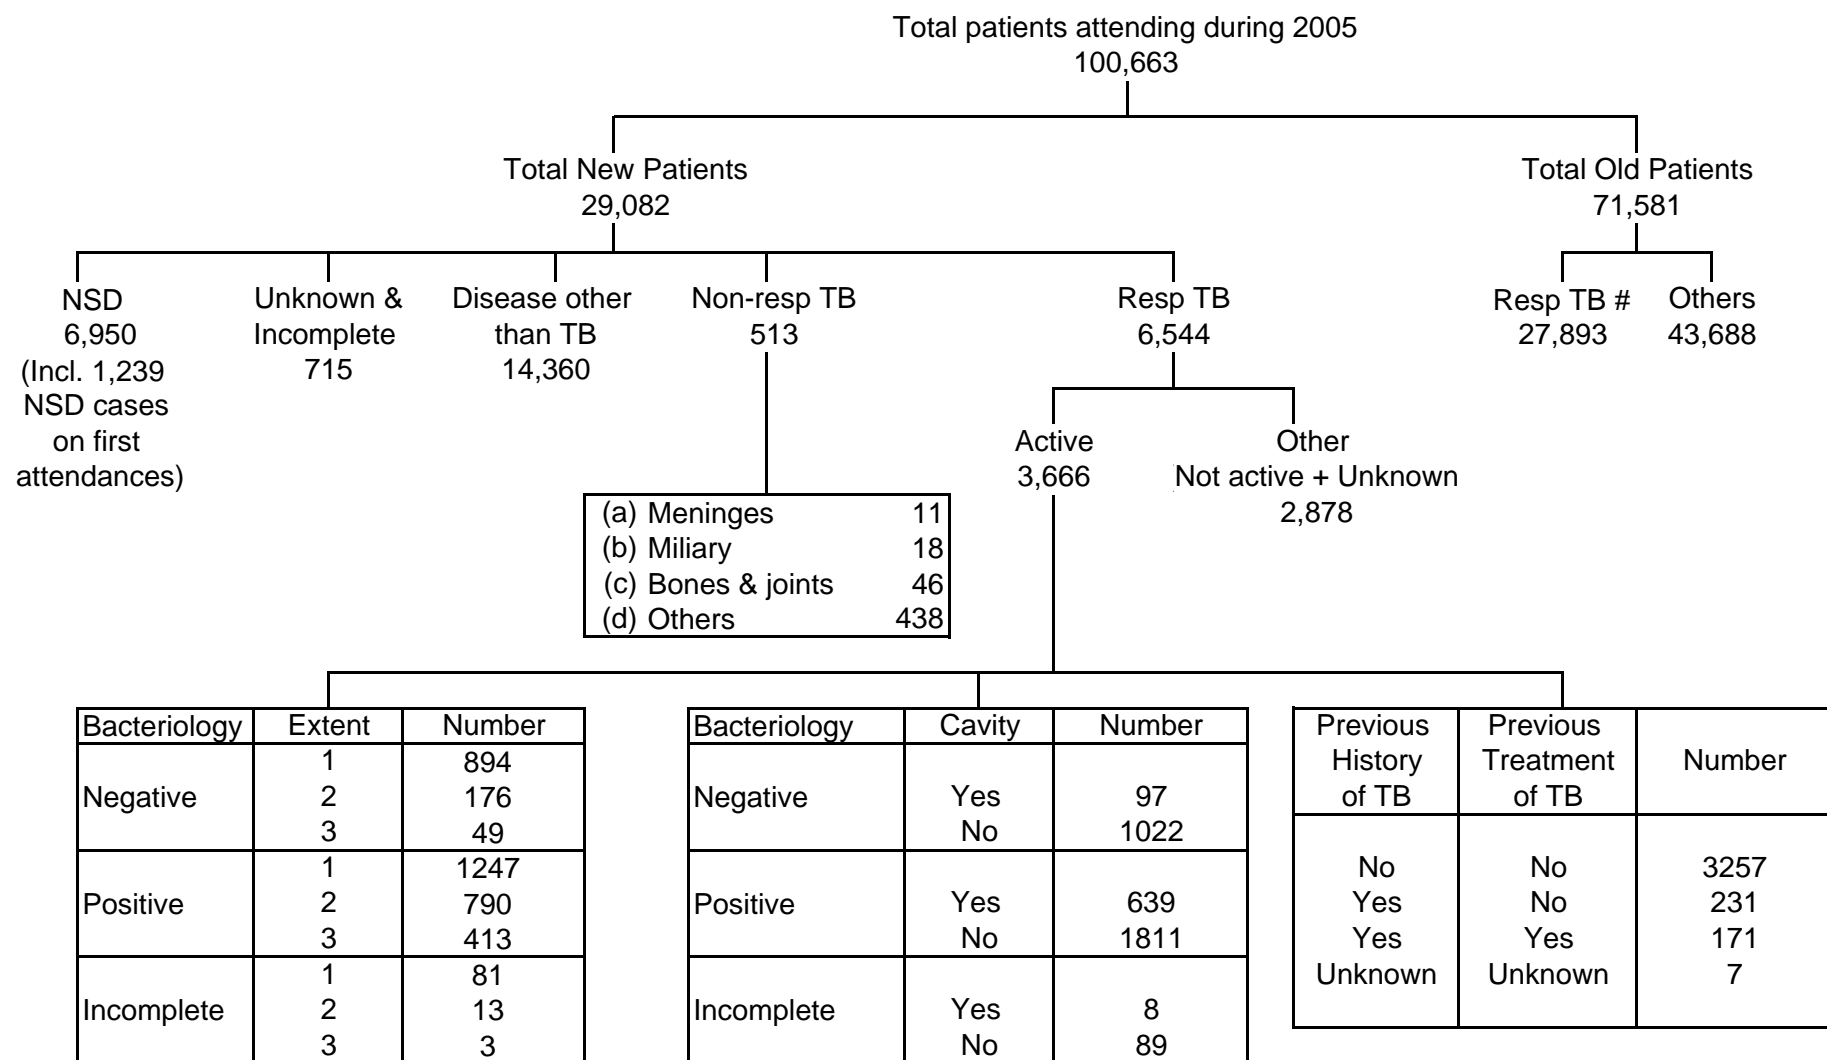 Total patients attending during 2005
100,663
Total New Patients
29,082
Total Old Patients
71,581
NSD
6,950
(Incl. 1,239
NSD cases
on first
attendances)
Unknown &
Incomplete
715
Disease other
than TB
14,360
Non-resp TB
513
Resp TB
6,544
Resp TB #
27,893
Others
43,688
Active
3,666
Other
Not active + Unknown
2,878
(a) Meninges 11
(b) Miliary 18
(c) Bones & joints 46
(d) Others 438
Bacteriology Extent Number
1 894
Negative 2 176
3 49
1 1247
Positive 2 790
3 413
1 81
Incomplete 2 13
3 3
Bacteriology Cavity Number
Negative Yes 97
No 1022
Positive Yes 639
No 1811
Incomplete Yes 8
No 89
Previous Previous
History Treatment Number
of TB of TB
No No 3257
Yes No 231
Yes Yes 171
Unknown Unknown 7